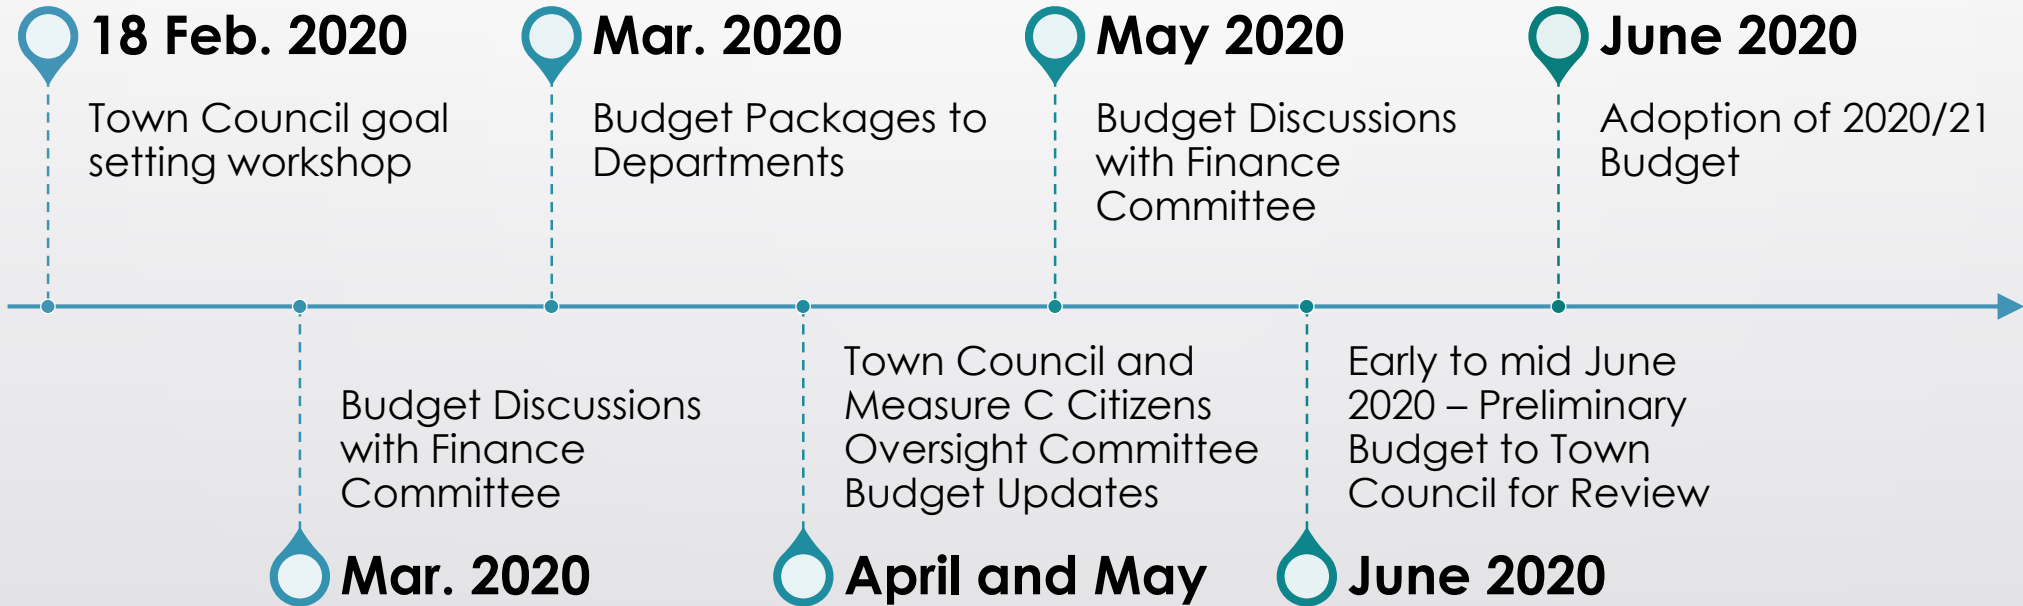 18 Feb. 2020
Town Council goal
setting workshop
Mar. 2020
Budget Packages to
Departments
May 2020
Budget Discussions
with Finance
Committee
June 2020
Adoption of 2020/21
Budget
Budget Discussions
with Finance
Committee
Mar. 2020
Town Council and
Measure C Citizens
Oversight Committee
Budget Updates
April and May
Early to mid June
2020 – Preliminary
Budget to Town
Council for Review
June 2020